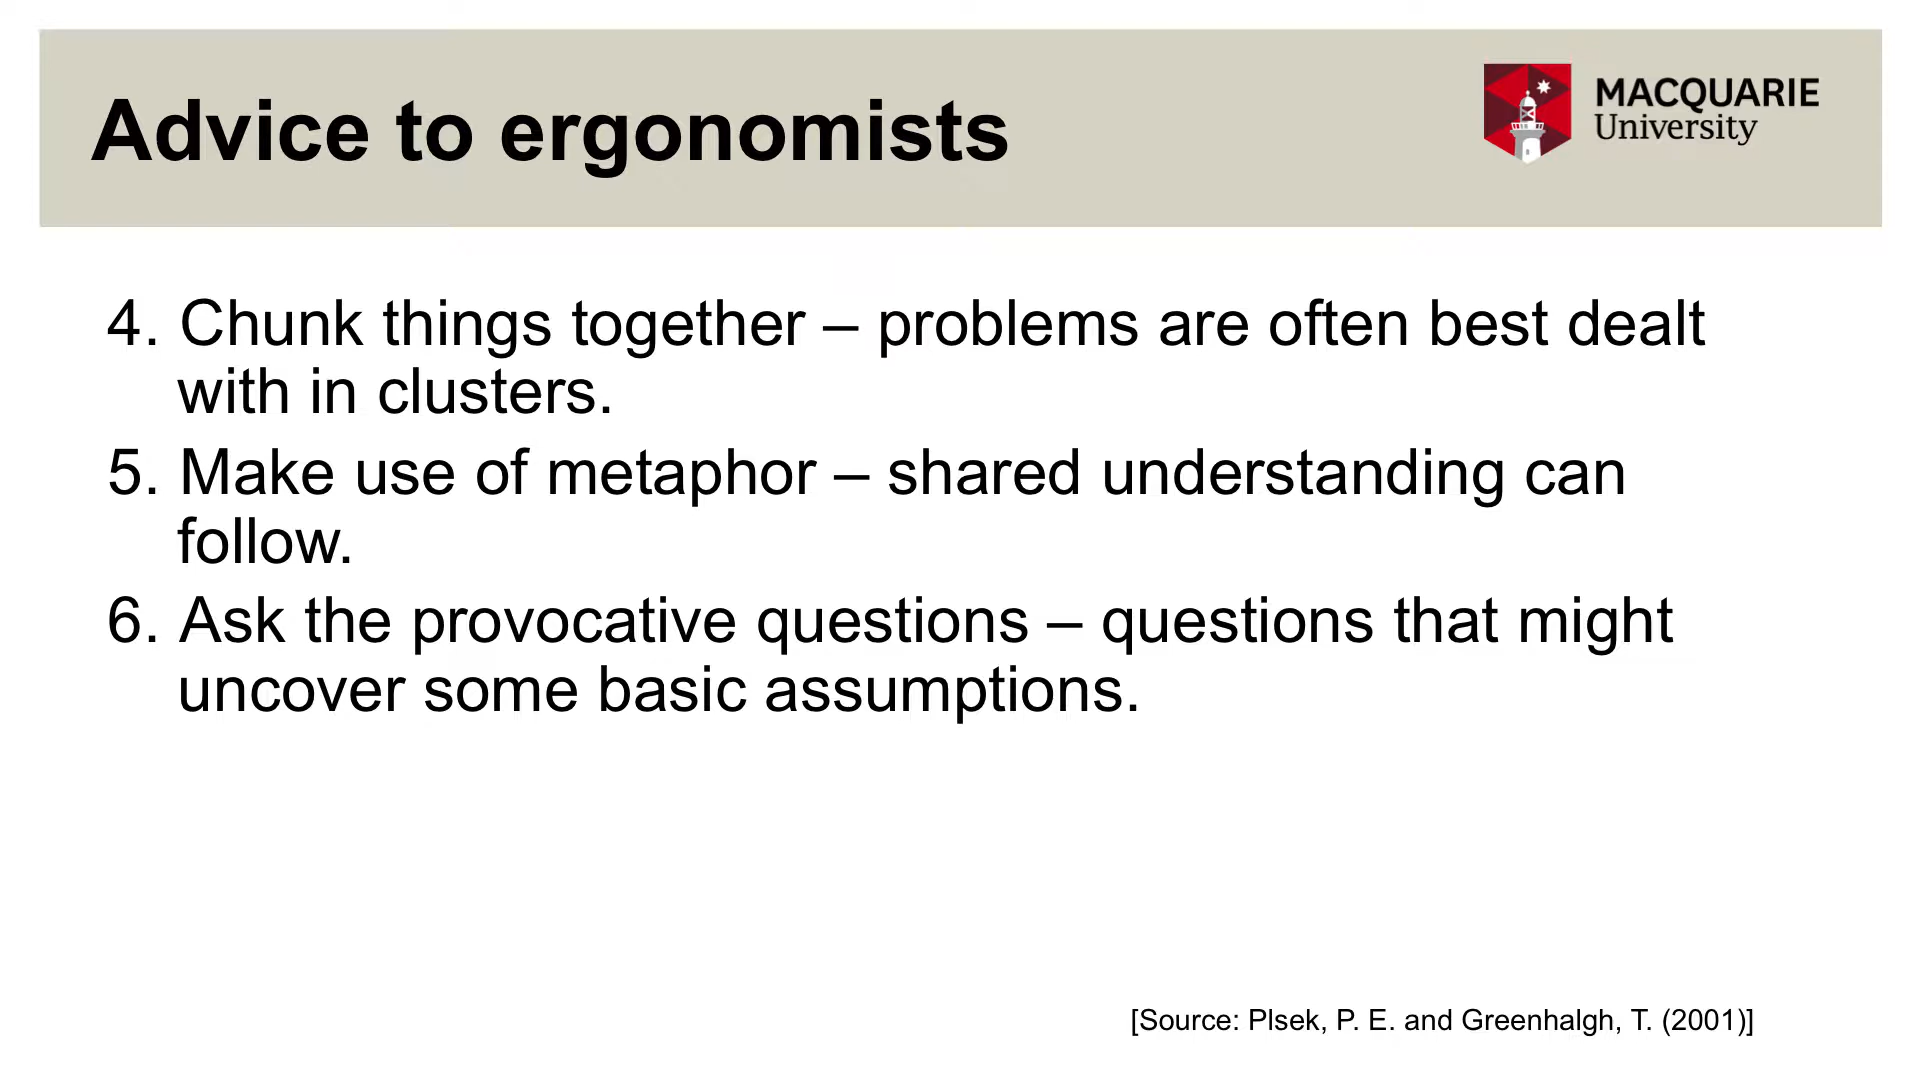 Advice to ergonomists
MACQUARIE
University
4. Chunk things together – problems are often best dealt
with in clusters.
5. Make use of metaphor – shared understanding can
follow.
6. Ask the provocative questions – questions that might
uncover some basic assumptions.
[Source: Plsek, P. E. and Greenhalgh, T. (2001)]